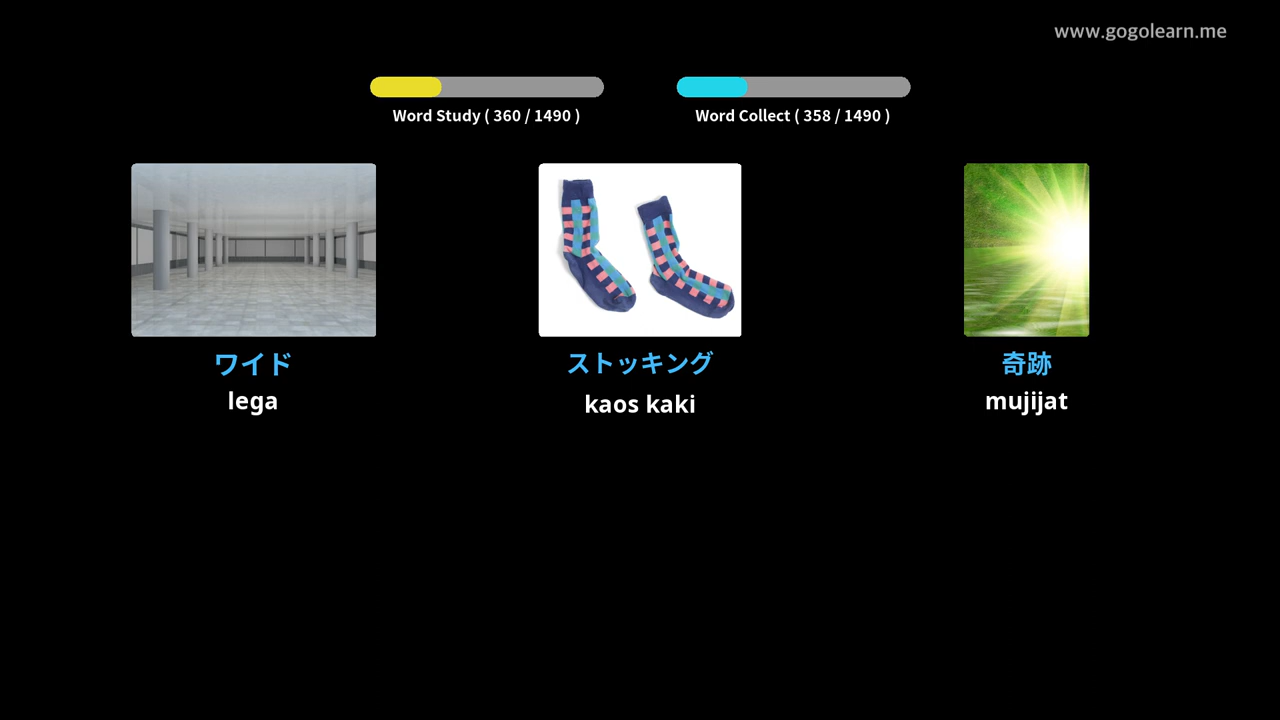 www.gogolearn.me
Word Study ( 360 / 1490 )
Word Collect ( 358 / 1490 )
ワイド
lega
ストッキング
kaos kaki
奇跡
mujijat